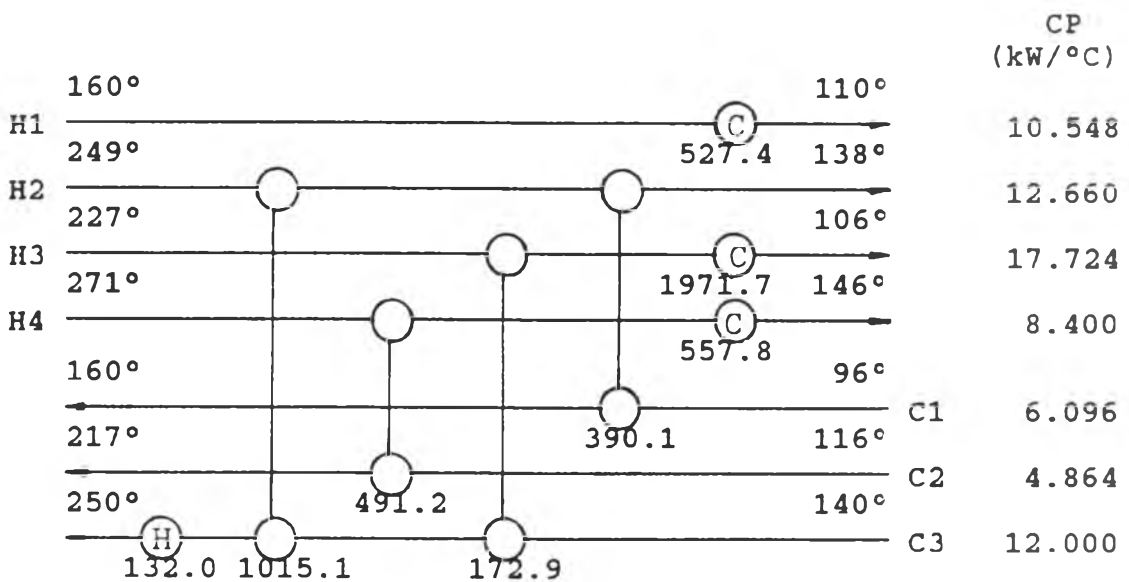 CP
(kW/°C)
160° 110°
H1 C 10.548
249° 527.4 138°
H2 12.660
227° 106°
H3 C 17.724
271° 1971.7 146°
H4 C 8.400
557.8
160° 96°
C1 6.096
217° 390.1 116°
C2 4.864
250° 491.2 140°
H C3 12.000
132.0 1015.1 172.9